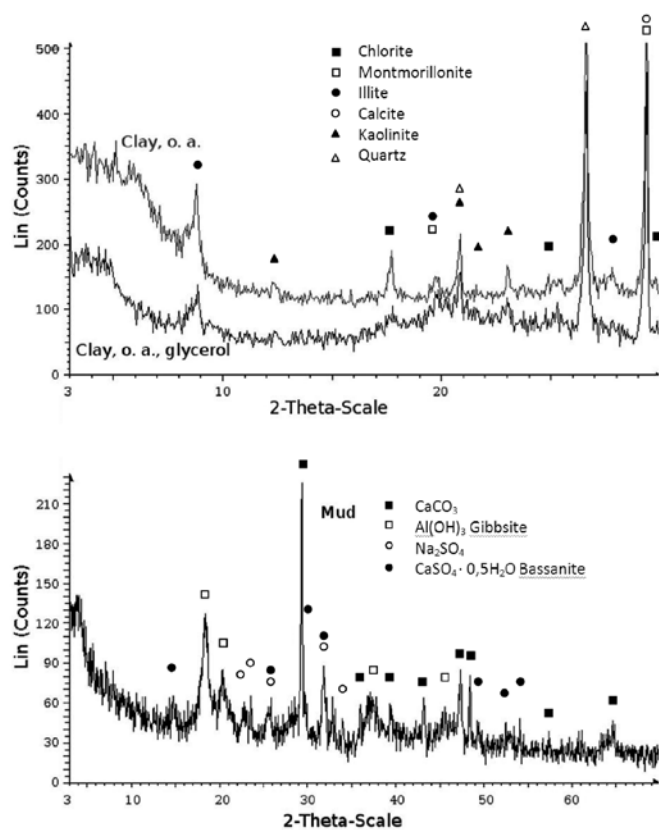 500
400
300
200
100
0
Lin (Counts)
Chlorite
Montmorillonite
Illite
Calcite
Kaolinite
Quartz
Clay, o. a.
Clay, o. a., glycerol
3
10
20
2-Theta-Scale
210
180
150
120
90
60
30
0
Lin (Counts)
Mud
CaCO₃
Al(OH)₃ Gibbsite
Na₂SO₄
CaSO₄ · 0,5H₂O Bassanite
3
10
20
30
40
50
60
2-Theta-Scale